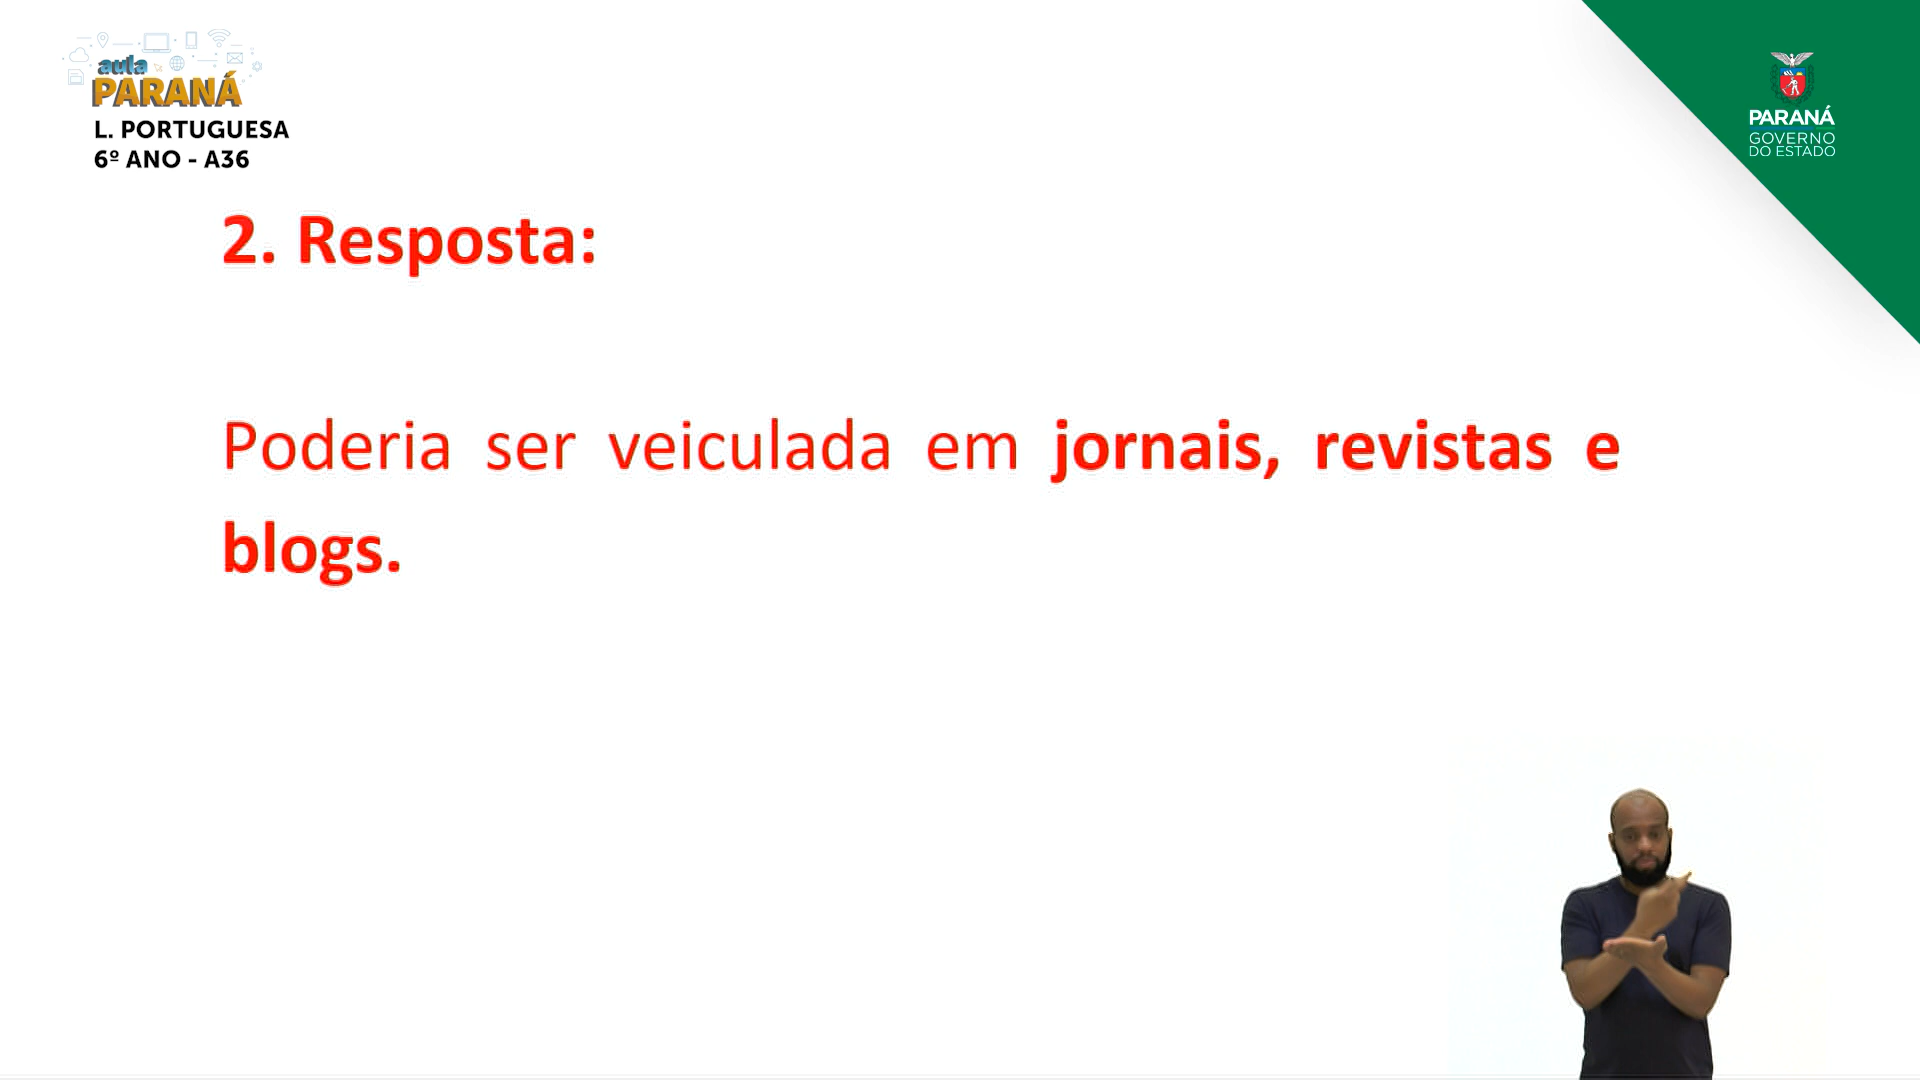 aula
PARANÁ
L. PORTUGUESA
6º ANO - A36
PARANÁ
GOVERNO
DO ESTADO
2. Resposta:
Poderia ser veiculada em jornais, revistas e
blogs.